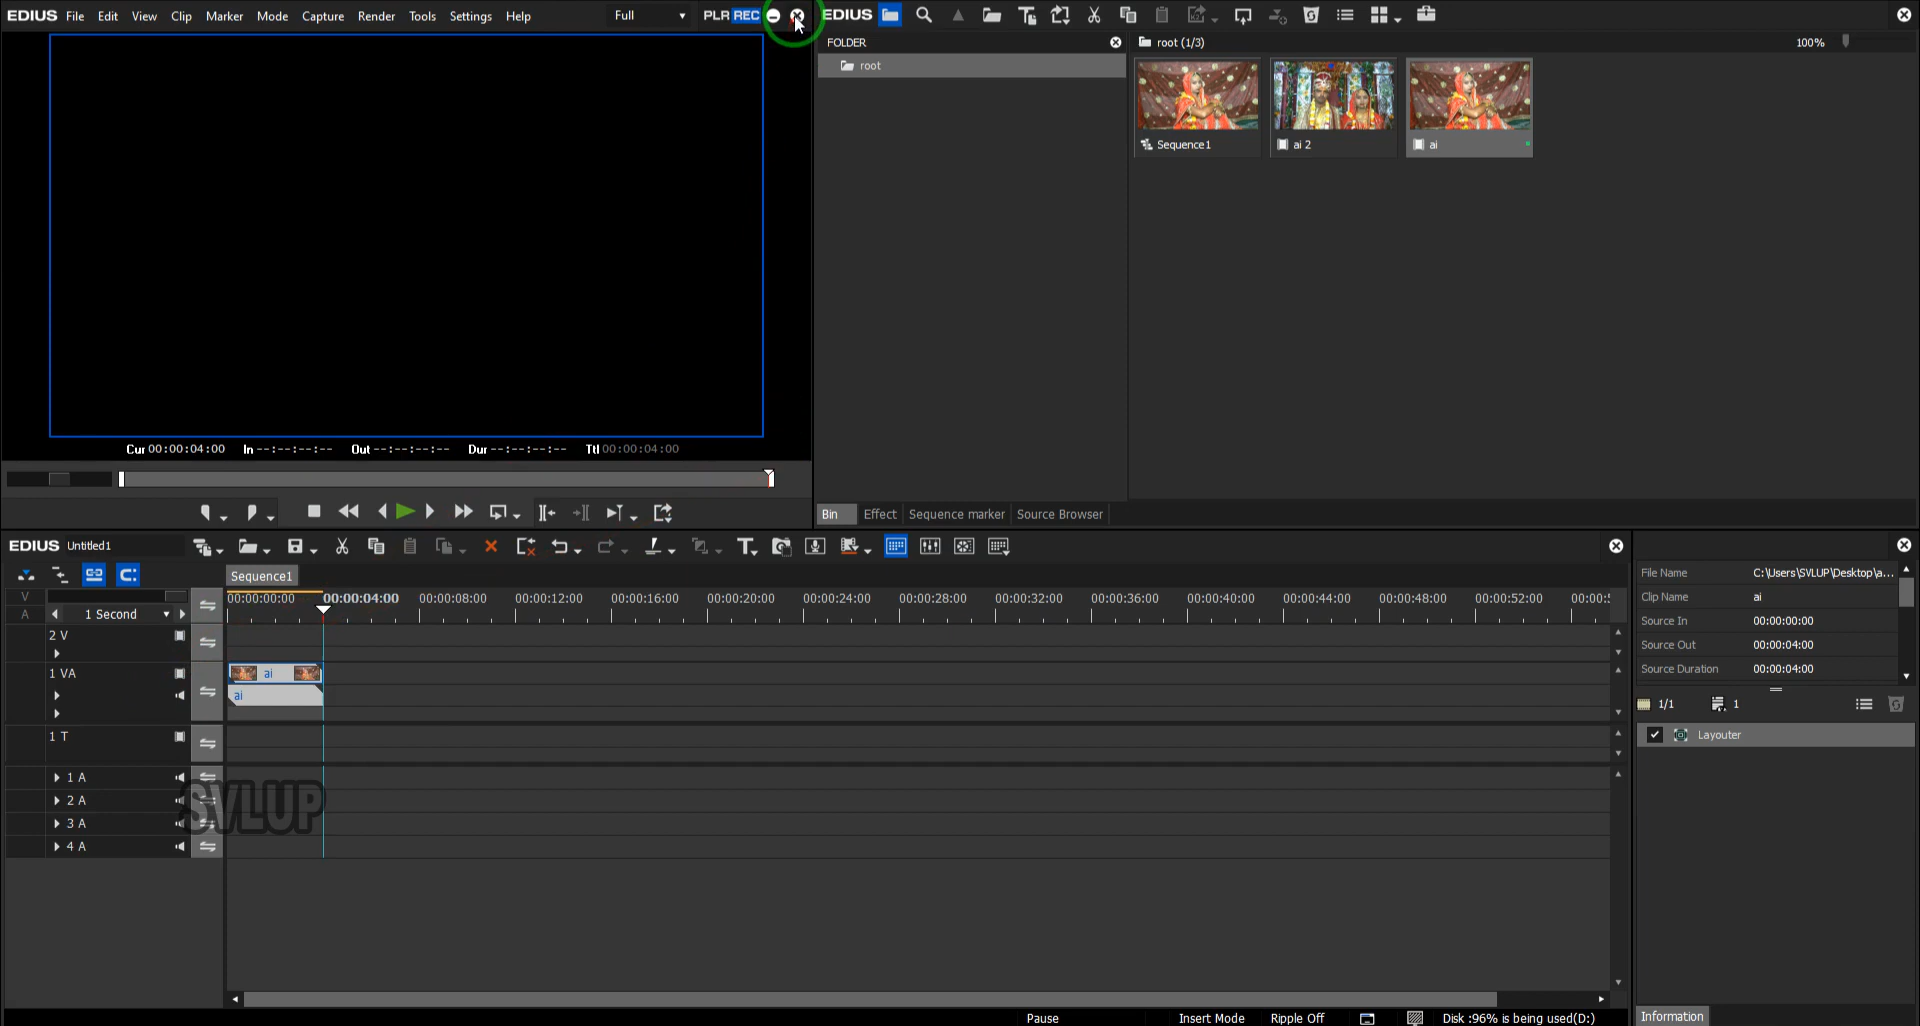 EDIUS File Edit View Clip Marker Mode Capture Render Tools Settings Help Full PLR REC
EDIUS
FOLDER
root
root (1/3)
100%
Sequence1
ai 2
ai
Cur 00:00:04:00 In --:--:--:-- Out --:--:--:-- Dur --:--:--:-- Ttl 00:00:04:00
Bin Effect Sequence marker Source Browser
EDIUS Untitled1
Sequence1
V
A
1 Second
00:00:00:00 00:00:04:00 00:00:08:00 00:00:12:00 00:00:16:00 00:00:20:00 00:00:24:00 00:00:28:00 00:00:32:00 00:00:36:00 00:00:40:00 00:00:44:00 00:00:48:00 00:00:52:00
2 V
1 VA
ai
ai
1 T
1 A
2 A
3 A
4 A
SVLUP
File Name C:\Users\SVLUP\Desktop\a...
Clip Name ai
Source In 00:00:00:00
Source Out 00:00:04:00
Source Duration 00:00:04:00
1/1 1
Layouter
Information
Pause Insert Mode Ripple Off Disk :96% is being used(D:)